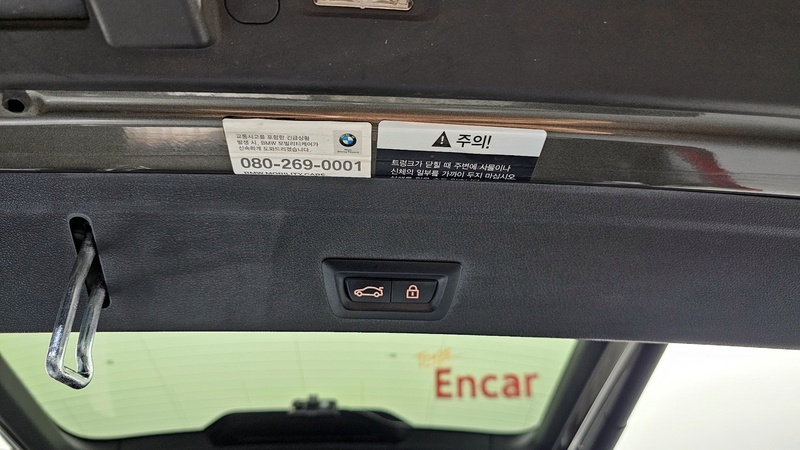 교통사고를 포함한 긴급상황
발생 시, BMW 모빌리티케어가
신속하게 도와드리겠습니다.
080-269-0001
BMW MOBILITY CARE
주의!
트렁크가 닫힐 때 주변에 사물이나
신체의 일부를 가까이 두지 마십시오
Encar